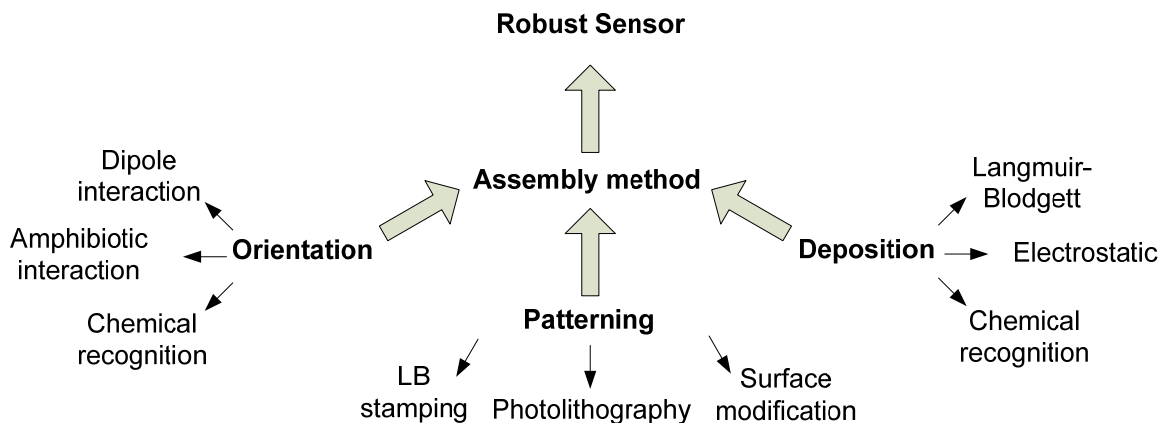 Robust Sensor
Assembly method
Dipole
interaction
Amphibiotic
interaction
Chemical
recognition
Orientation
Patterning
LB
stamping
Photolithography
Surface
modification
Deposition
Langmuir-
Blodgett
Electrostatic
Chemical
recognition